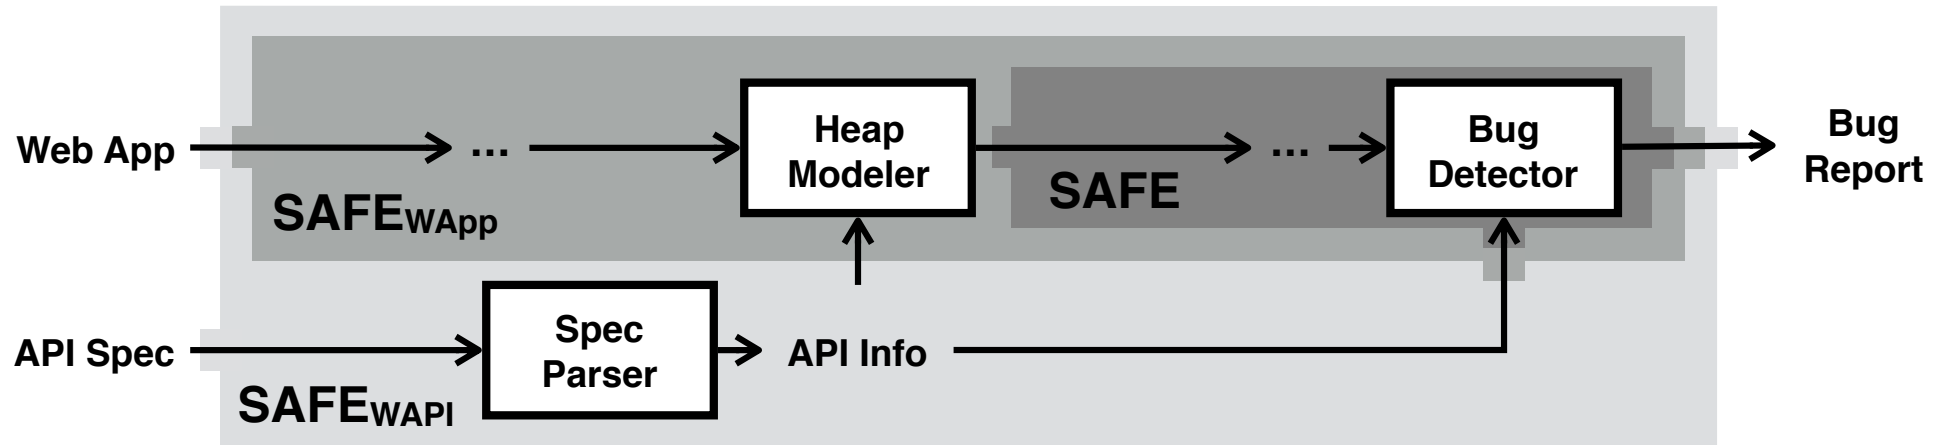 Web App
...
Heap
Modeler
...
Bug
Detector
Bug
Report
SAFEWApp
SAFE
API Spec
Spec
Parser
API Info
SAFEWAPI